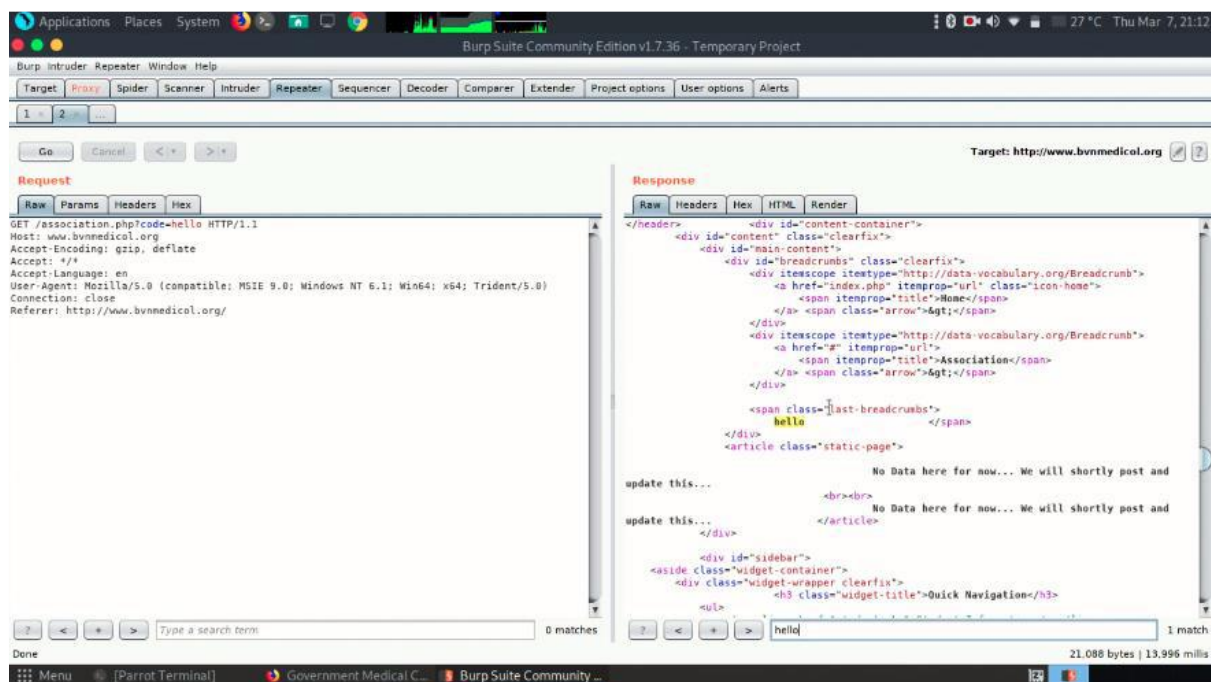 Applications Places System 27 °C Thu Mar 7, 21:12
Burp Suite Community Edition v1.7.36 - Temporary Project
Burp Intruder Repeater Window Help
Target Proxy Spider Scanner Intruder Repeater Sequencer Decoder Comparer Extender Project options User options Alerts
1 × 2 × ...
Go Cancel < > Target: http://www.bvnmedicol.org ?
Request
Raw Params Headers Hex
GET /association.php?code=hello HTTP/1.1
Host: www.bvnmedicol.org
Accept-Encoding: gzip, deflate
Accept: */*
Accept-Language: en
User-Agent: Mozilla/5.0 (compatible; MSIE 9.0; Windows NT 6.1; Win64; x64; Trident/5.0)
Connection: close
Referer: http://www.bvnmedicol.org/
? < + > Type a search term 0 matches
Response
Raw Headers Hex HTML Render
</header> <div id="content-container">
<div id="content" class="clearfix">
<div id="main-content">
<div id="breadcrumbs" class="clearfix">
<div itemscope itemtype="http://data-vocabulary.org/Breadcrumb">
<a href="index.php" itemprop="url" class="icon-home">
<span itemprop="title">Home</span>
</a> <span class="arrow">&gt;</span>
</div>
<div itemscope itemtype="http://data-vocabulary.org/Breadcrumb">
<a href="#" itemprop="url">
<span itemprop="title">Association</span>
</a> <span class="arrow">&gt;</span>
</div>
<span class="last-breadcrumbs">
hello </span>
</div>
<article class="static-page">
No Data here for now... We will shortly post and
update this...
<br><br>
No Data here for now... We will shortly post and
update this... </article>
</div>
<div id="sidebar">
<aside class="widget-container">
<div class="widget-wrapper clearfix">
<h3 class="widget-title">Quick Navigation</h3>
<ul>
? < + > hello 1 match
Done 21,088 bytes | 13,996 millis
Menu [Parrot Terminal] Government Medical C... Burp Suite Community ...